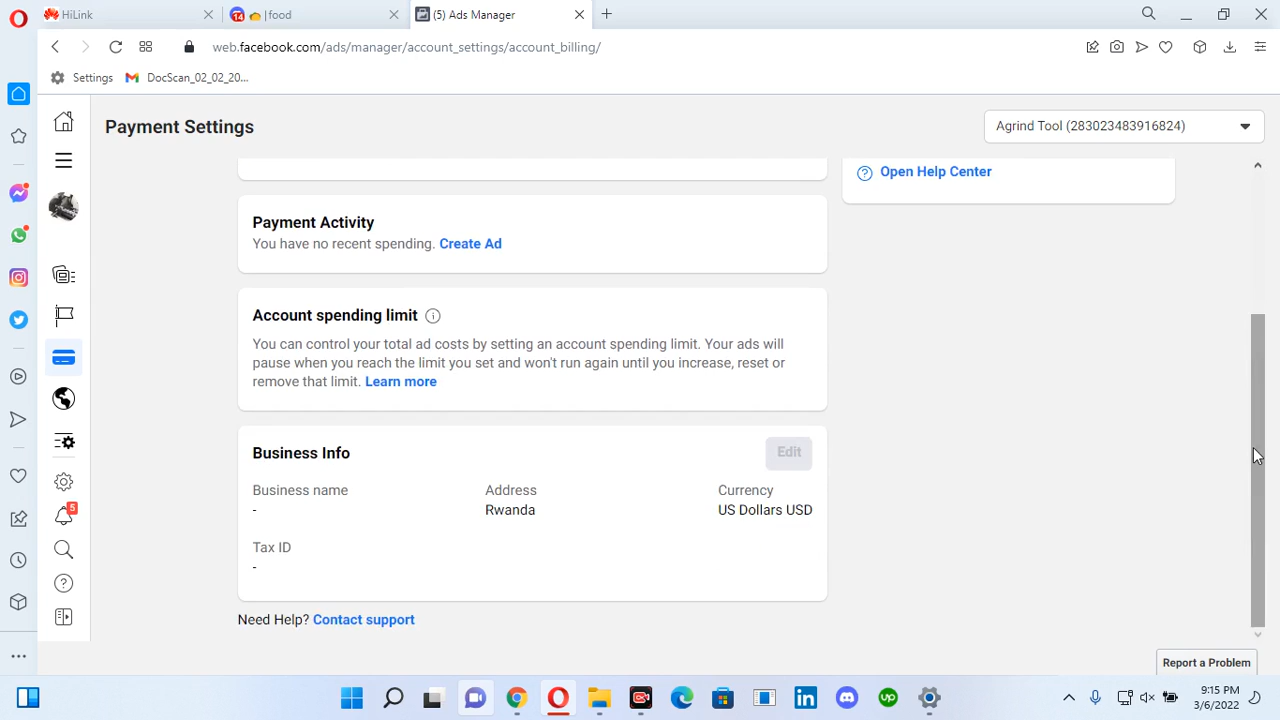 HiLink
14
food
(5) Ads Manager
web.facebook.com/ads/manager/account_settings/account_billing/
Settings
DocScan_02_02_20...
Payment Settings
Agrind Tool (283023483916824)
Open Help Center
Payment Activity
You have no recent spending. Create Ad
Account spending limit
You can control your total ad costs by setting an account spending limit. Your ads will
pause when you reach the limit you set and won't run again until you increase, reset or
remove that limit. Learn more
Business Info
Edit
Business name
Address
Currency
-
Rwanda
US Dollars USD
Tax ID
-
5
Need Help? Contact support
Report a Problem
9:15 PM
3/6/2022